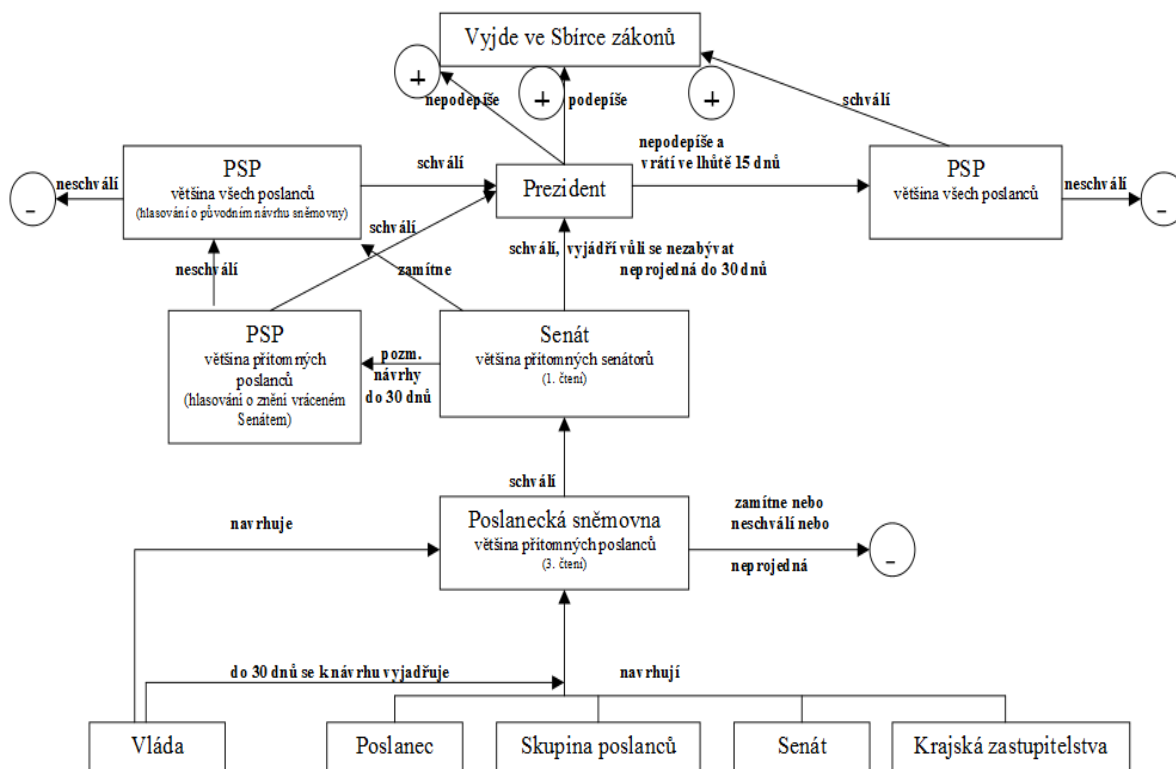 Vyjde ve Sbírce zákonů
+
+
+
nepodepíše
podepíše
schválí
PSP
většina všech poslanců
(hlasování o původním návrhu sněmovny)
neschválí
-
schválí
Prezident
nepodepíše a
vrátí ve lhůtě 15 dnů
PSP
většina všech poslanců
neschválí
-
schválí
neschválí
zamítne
schválí, vyjádří vůli se nezabývat
neprojedná do 30 dnů
PSP
většina přítomných
poslanců
(hlasování o znění vráceném
Senátem)
pozm.
návrhy
do 30 dnů
Senát
většina přítomných senátorů
(1. čtení)
schválí
navrhuje
Poslanecká sněmovna
většina přítomných poslanců
(3. čtení)
zamítne nebo
neschválí nebo
neprojedná
-
do 30 dnů se k návrhu vyjadřuje
navrhují
Vláda
Poslanec
Skupina poslanců
Senát
Krajská zastupitelstva